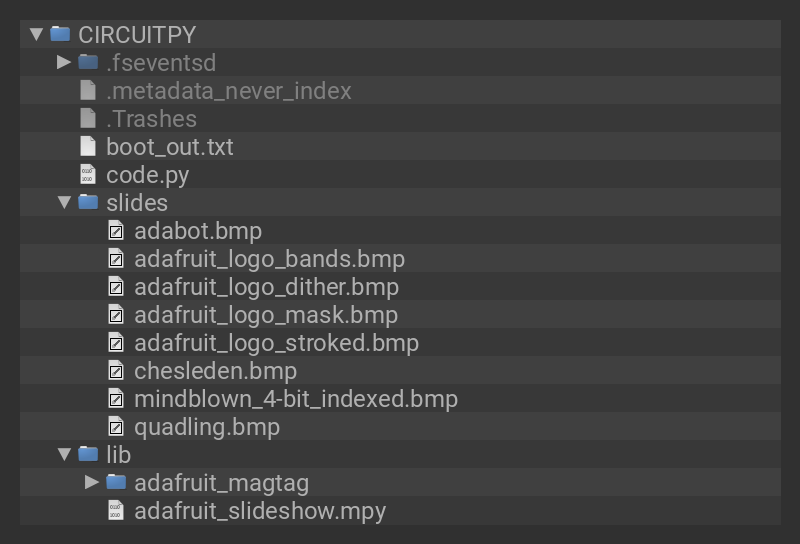 CIRCUITPY
.fseventsd
.metadata_never_index
.Trashes
boot_out.txt
code.py
slides
adabot.bmp
adafruit_logo_bands.bmp
adafruit_logo_dither.bmp
adafruit_logo_mask.bmp
adafruit_logo_stroked.bmp
chesleden.bmp
mindblown_4-bit_indexed.bmp
quadling.bmp
lib
adafruit_magtag
adafruit_slideshow.mpy